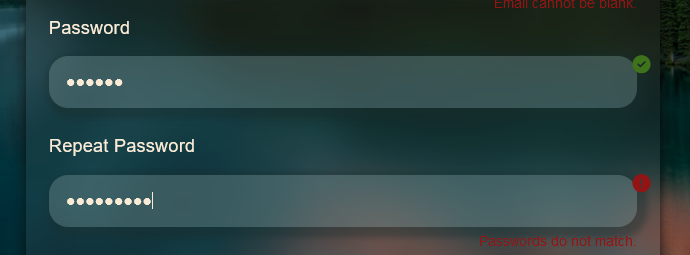 Email cannot be blank
Password
••••••
Repeat Password
•••••••••
Passwords do not match